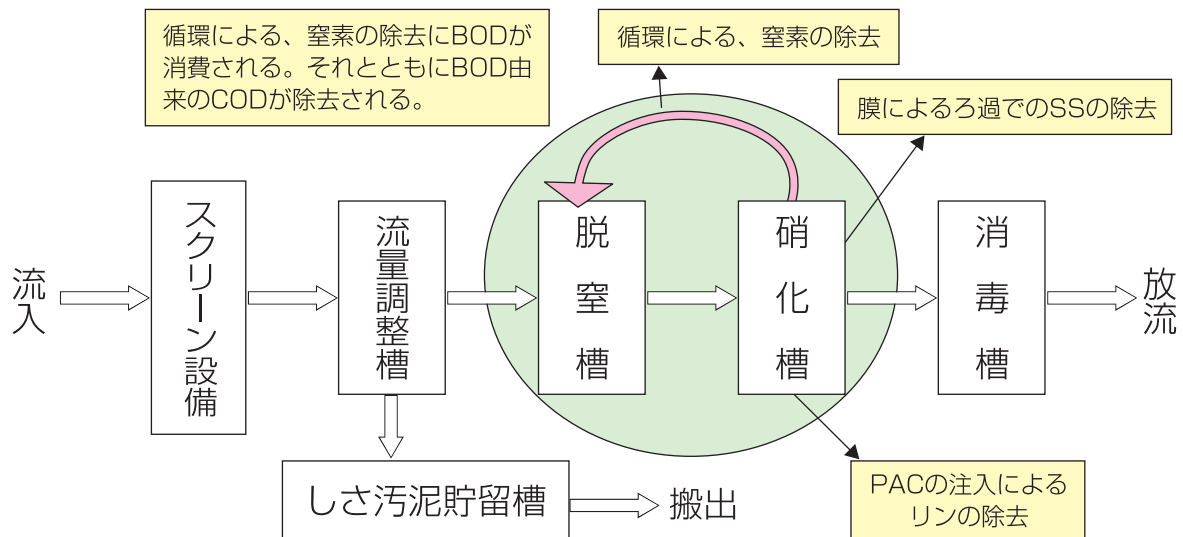 循環による、窒素の除去にBODが
消費される。それとともにBOD由
来のCODが除去される。
循環による、窒素の除去
膜によるろ過でのSSの除去
流入
スクリーン設備
流量調整槽
脱窒槽
硝化槽
消毒槽
放流
しさ汚泥貯留槽
搬出
PACの注入による
リンの除去